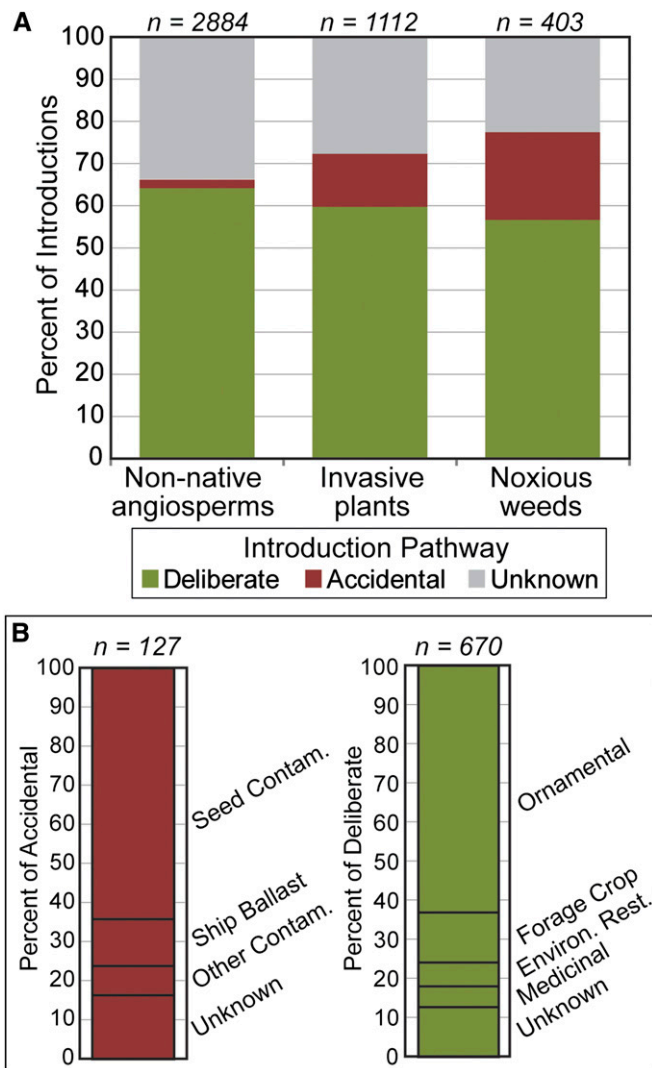 A
n = 2884 n = 1112 n = 403
Percent of Introductions
100
90
80
70
60
50
40
30
20
10
0
Non-native angiosperms
Invasive plants
Noxious weeds
Introduction Pathway
Deliberate Accidental Unknown
B
n = 127
Percent of Accidental
100
90
80
70
60
50
40
30
20
10
0
Seed Contam.
Ship Ballast
Other Contam.
Unknown
n = 670
Percent of Deliberate
100
90
80
70
60
50
40
30
20
10
0
Ornamental
Forage Crop
Environ. Rest.
Medicinal
Unknown